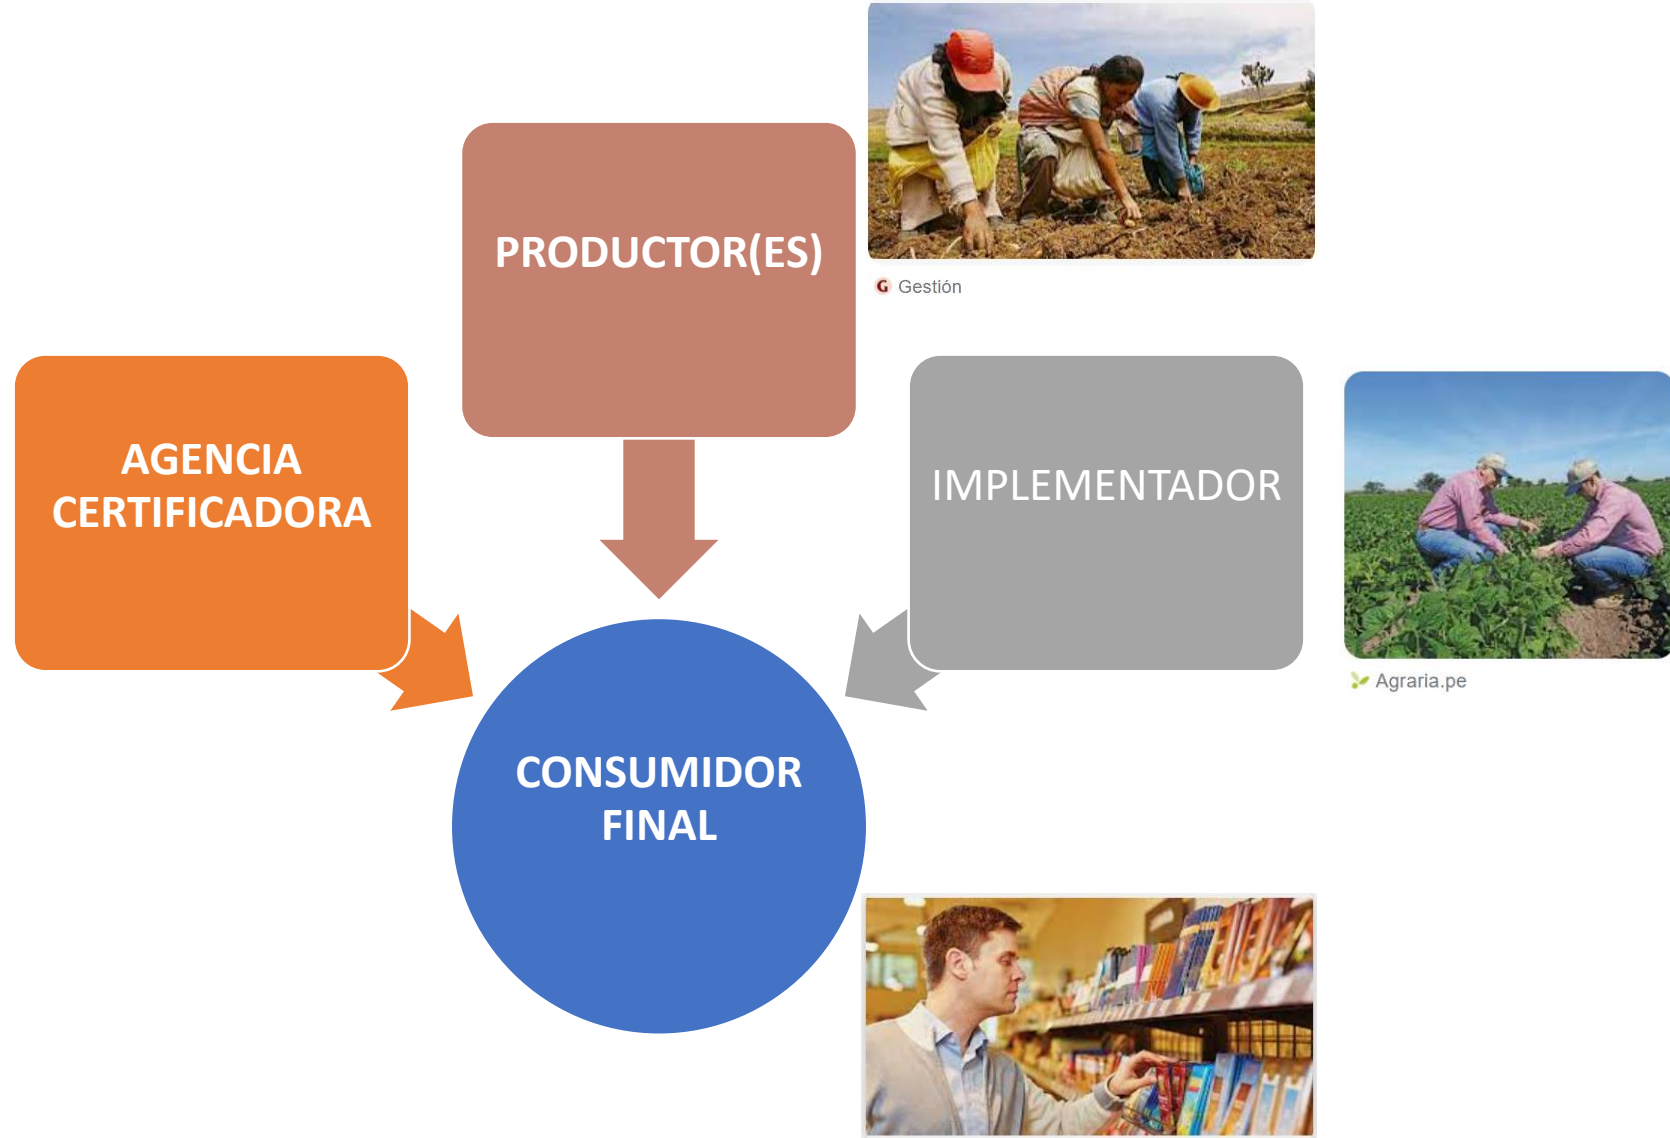 PRODUCTOR(ES)
G Gestión
AGENCIA
CERTIFICADORA
IMPLEMENTADOR
Agraria.pe
CONSUMIDOR
FINAL